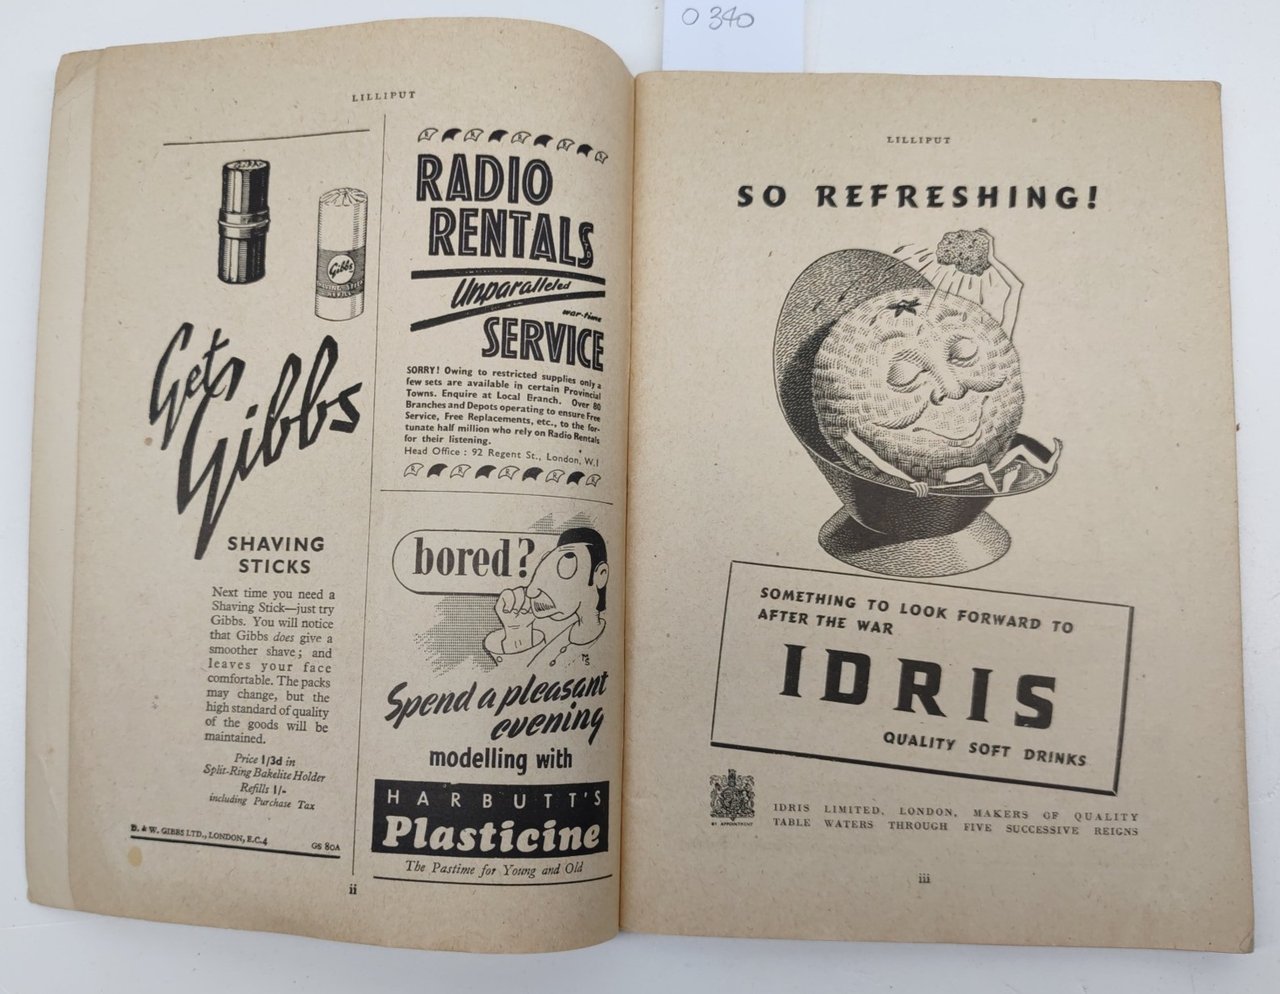 O 340
LILLIPUT
Gibbs
SHAVING STICK
REFILL
Gets
Gibbs
SHAVING
STICKS
Next time you need a
Shaving Stick—just try
Gibbs. You will notice
that Gibbs does give a
smoother shave; and
leaves your face
comfortable. The packs
may change, but the
high standard of quality
of the goods will be
maintained.
Price 1/3d in
Split-Ring Bakelite Holder
Refills 1/-
including Purchase Tax
D. & W. GIBBS LTD., LONDON, E.C.4
GS 80A
RADIO
RENTALS
Unparalleled
war-time
SERVICE
SORRY! Owing to restricted supplies only a
few sets are available in certain Provincial
Towns. Enquire at Local Branch. Over 80
Branches and Depots operating to ensure Free
Service, Free Replacements, etc., to the for-
tunate half million who rely on Radio Rentals
for their listening.
Head Office : 92 Regent St., London, W.1
bored?
Spend a pleasant
evening
modelling with
HARBUTT'S
Plasticine
The Pastime for Young and Old
ii
LILLIPUT
SO REFRESHING!
SOMETHING TO LOOK FORWARD TO
AFTER THE WAR
IDRIS
QUALITY SOFT DRINKS
BY APPOINTMENT
IDRIS LIMITED, LONDON, MAKERS OF QUALITY
TABLE WATERS THROUGH FIVE SUCCESSIVE REIGNS
iii